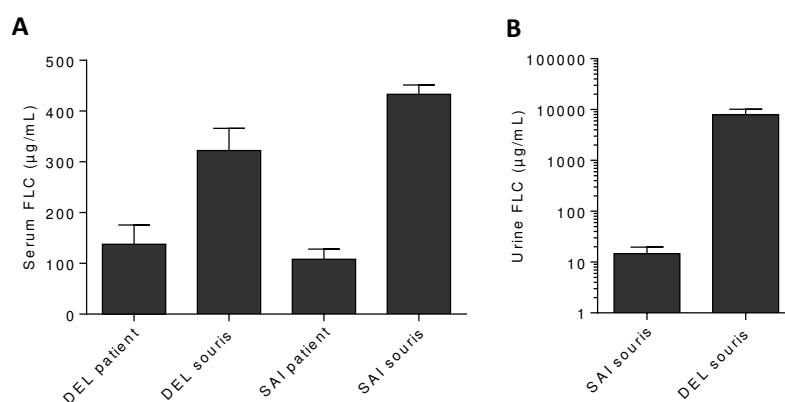 A
Serum FLC (µg/mL)
500
400
300
200
100
0
DEL patient
DEL souris
SAI patient
SAI souris
B
Urine FLC (µg/mL)
100000
10000
1000
100
10
1
SAI souris
DEL souris